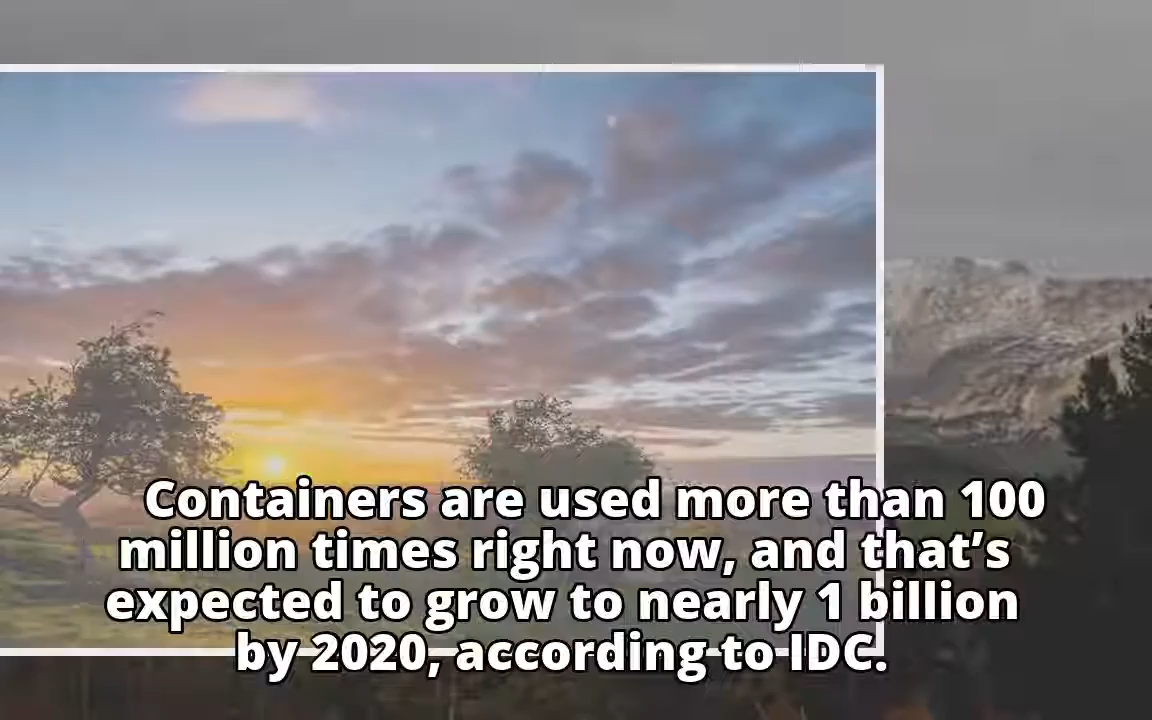 Containers are used more than 100
million times right now, and that’s
expected to grow to nearly 1 billion
by 2020, according to IDC.